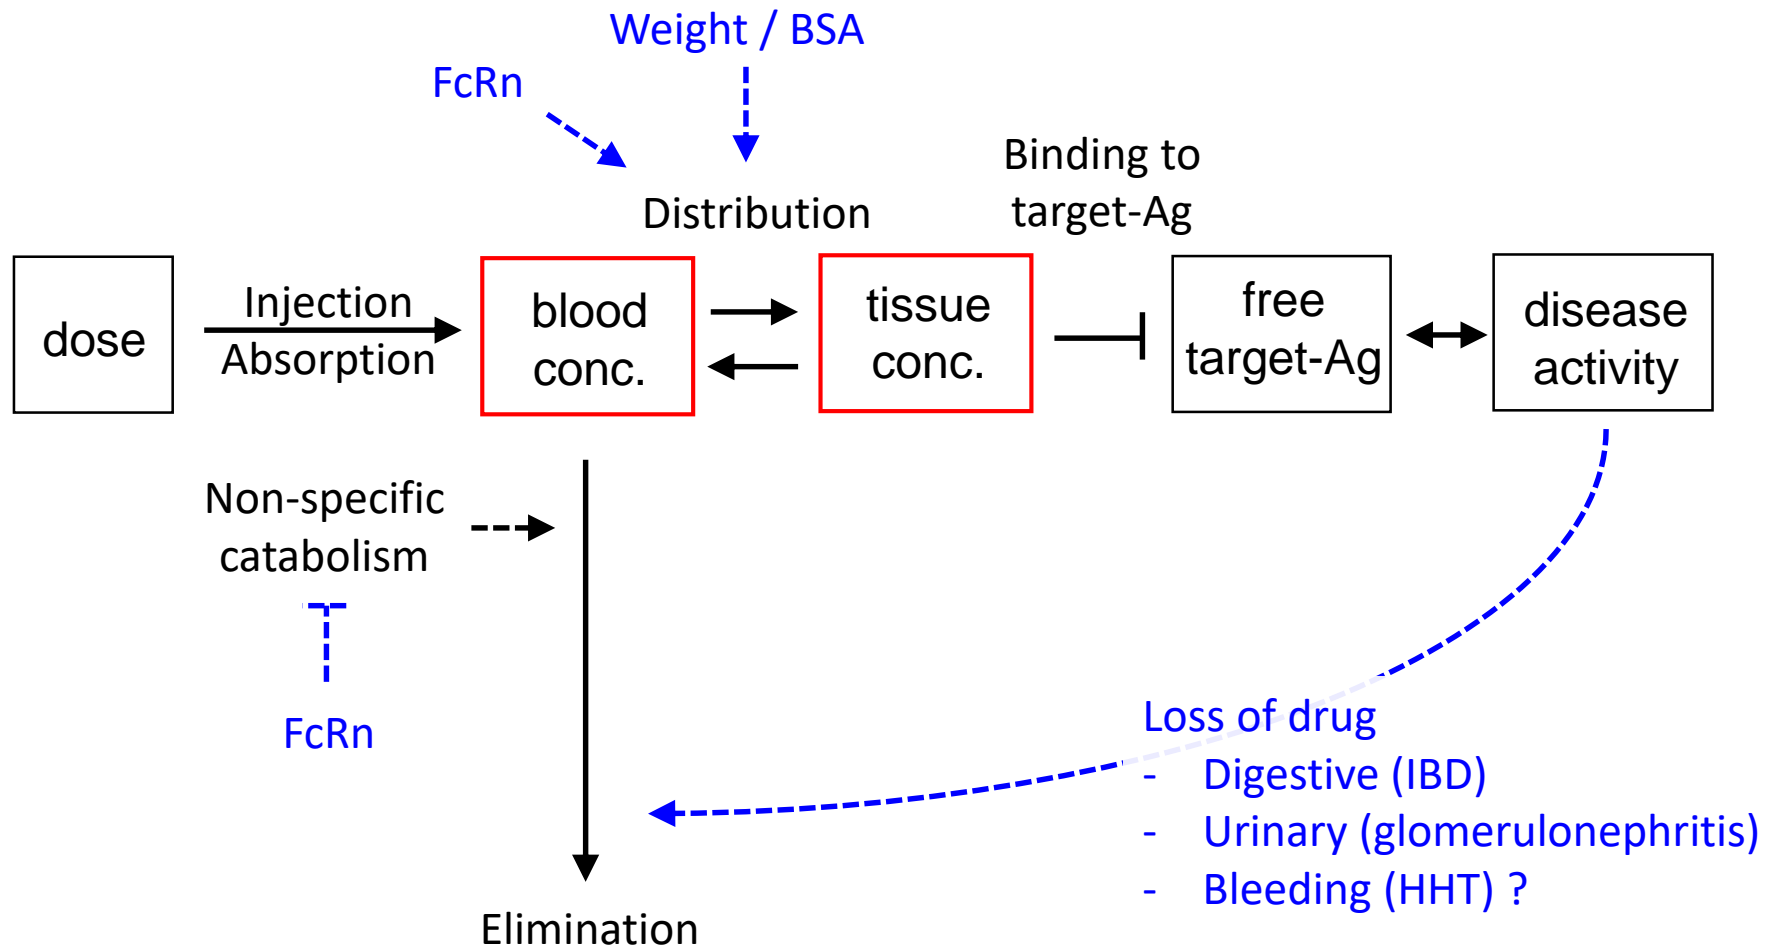 Weight / BSA
FcRn
Binding to
target-Ag
Distribution
dose
Injection
Absorption
blood
conc.
tissue
conc.
free
target-Ag
disease
activity
Non-specific
catabolism
FcRn
Loss of drug
- Digestive (IBD)
- Urinary (glomerulonephritis)
- Bleeding (HHT) ?
Elimination